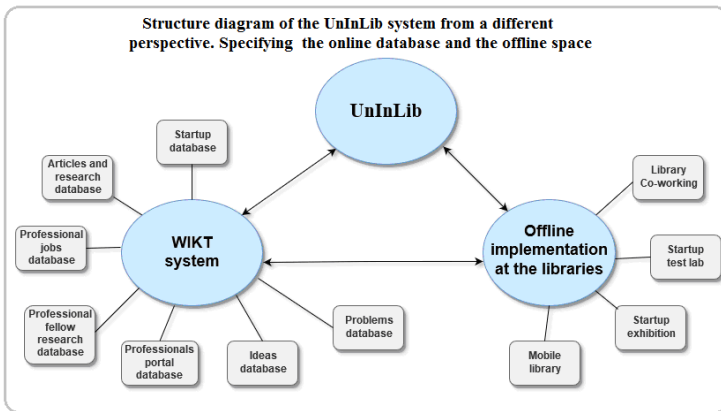 Structure diagram of the UnInLib system from a different
perspective. Specifying the online database and the offline space
UnInLib
Startup
database
Articles and
research
database
Professional
jobs
database
Professional
fellow
research
database
Professionals
portal
database
Ideas
database
Problems
database
WIKT
system
Offline
implementation
at the libraries
Library
Co-working
Startup
test lab
Startup
exhibition
Mobile
library